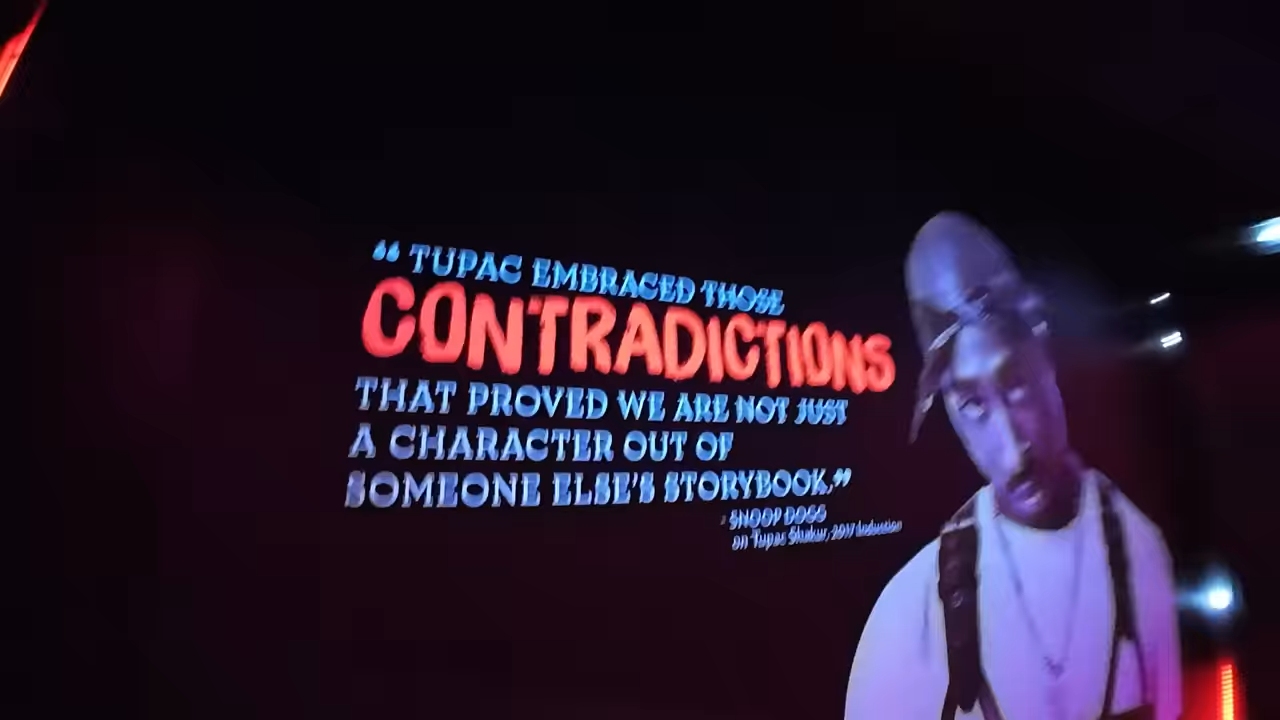 “ TUPAC EMBRACED THOSE
CONTRADICTIONS
THAT PROVED WE ARE NOT JUST
A CHARACTER OUT OF
SOMEONE ELSE'S STORYBOOK.”
- SNOOP DOGG
on Tupac Shakur, 2017 Induction